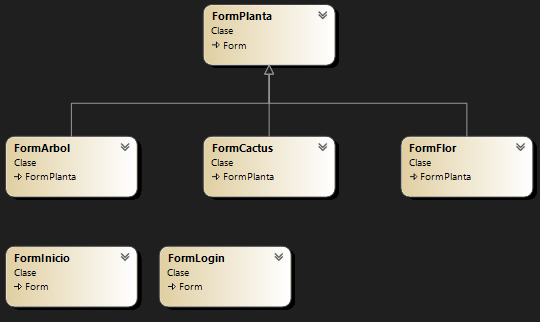 FormPlanta
Clase
Form
FormArbol
Clase
FormPlanta
FormCactus
Clase
FormPlanta
FormFlor
Clase
FormPlanta
FormInicio
Clase
Form
FormLogin
Clase
Form